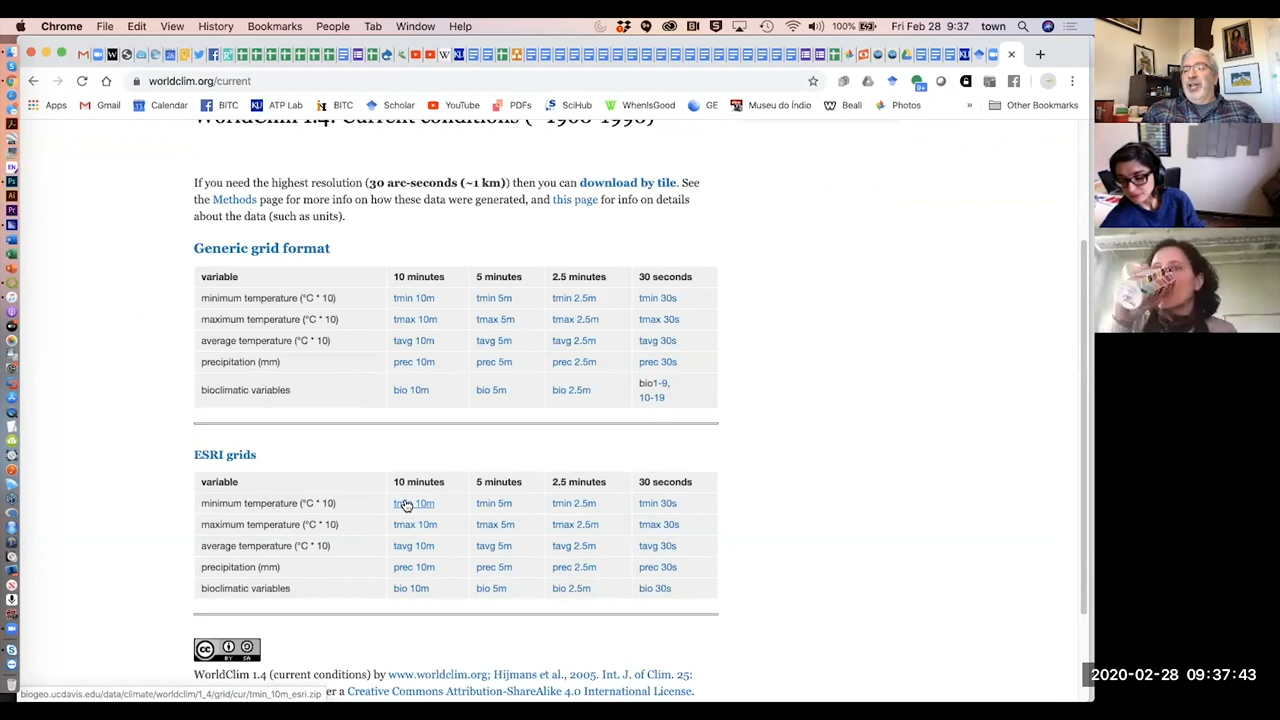 Chrome File Edit View History Bookmarks People Tab Window Help 100% Fri Feb 28 9:37 town
worldclim.org/current
Apps Gmail Calendar BITC ATP Lab BITC Scholar YouTube PDFs SciHub WhenIsGood GE Museu do Índio Beall Photos » Other Bookmarks
WorldClim 1.4: Current conditions (~1960-1990)
If you need the highest resolution (30 arc-seconds (~1 km)) then you can download by tile. See
the Methods page for more info on how these data were generated, and this page for info on details
about the data (such as units).
Generic grid format
variable 10 minutes 5 minutes 2.5 minutes 30 seconds
minimum temperature (°C * 10) tmin 10m tmin 5m tmin 2.5m tmin 30s
maximum temperature (°C * 10) tmax 10m tmax 5m tmax 2.5m tmax 30s
average temperature (°C * 10) tavg 10m tavg 5m tavg 2.5m tavg 30s
precipitation (mm) prec 10m prec 5m prec 2.5m prec 30s
bioclimatic variables bio 10m bio 5m bio 2.5m bio1-9,
10-19
ESRI grids
variable 10 minutes 5 minutes 2.5 minutes 30 seconds
minimum temperature (°C * 10) tmin 10m tmin 5m tmin 2.5m tmin 30s
maximum temperature (°C * 10) tmax 10m tmax 5m tmax 2.5m tmax 30s
average temperature (°C * 10) tavg 10m tavg 5m tavg 2.5m tavg 30s
precipitation (mm) prec 10m prec 5m prec 2.5m prec 30s
bioclimatic variables bio 10m bio 5m bio 2.5m bio 30s
BY SA
WorldClim 1.4 (current conditions) by www.worldclim.org; Hijmans et al., 2005. Int. J. of Clim. 25:
biogeo.ucdavis.edu/data/climate/worldclim/1_4/grid/cur/tmin_10m_esri.zip er a Creative Commons Attribution-ShareAlike 4.0 International License.
2020-02-28 09:37:43